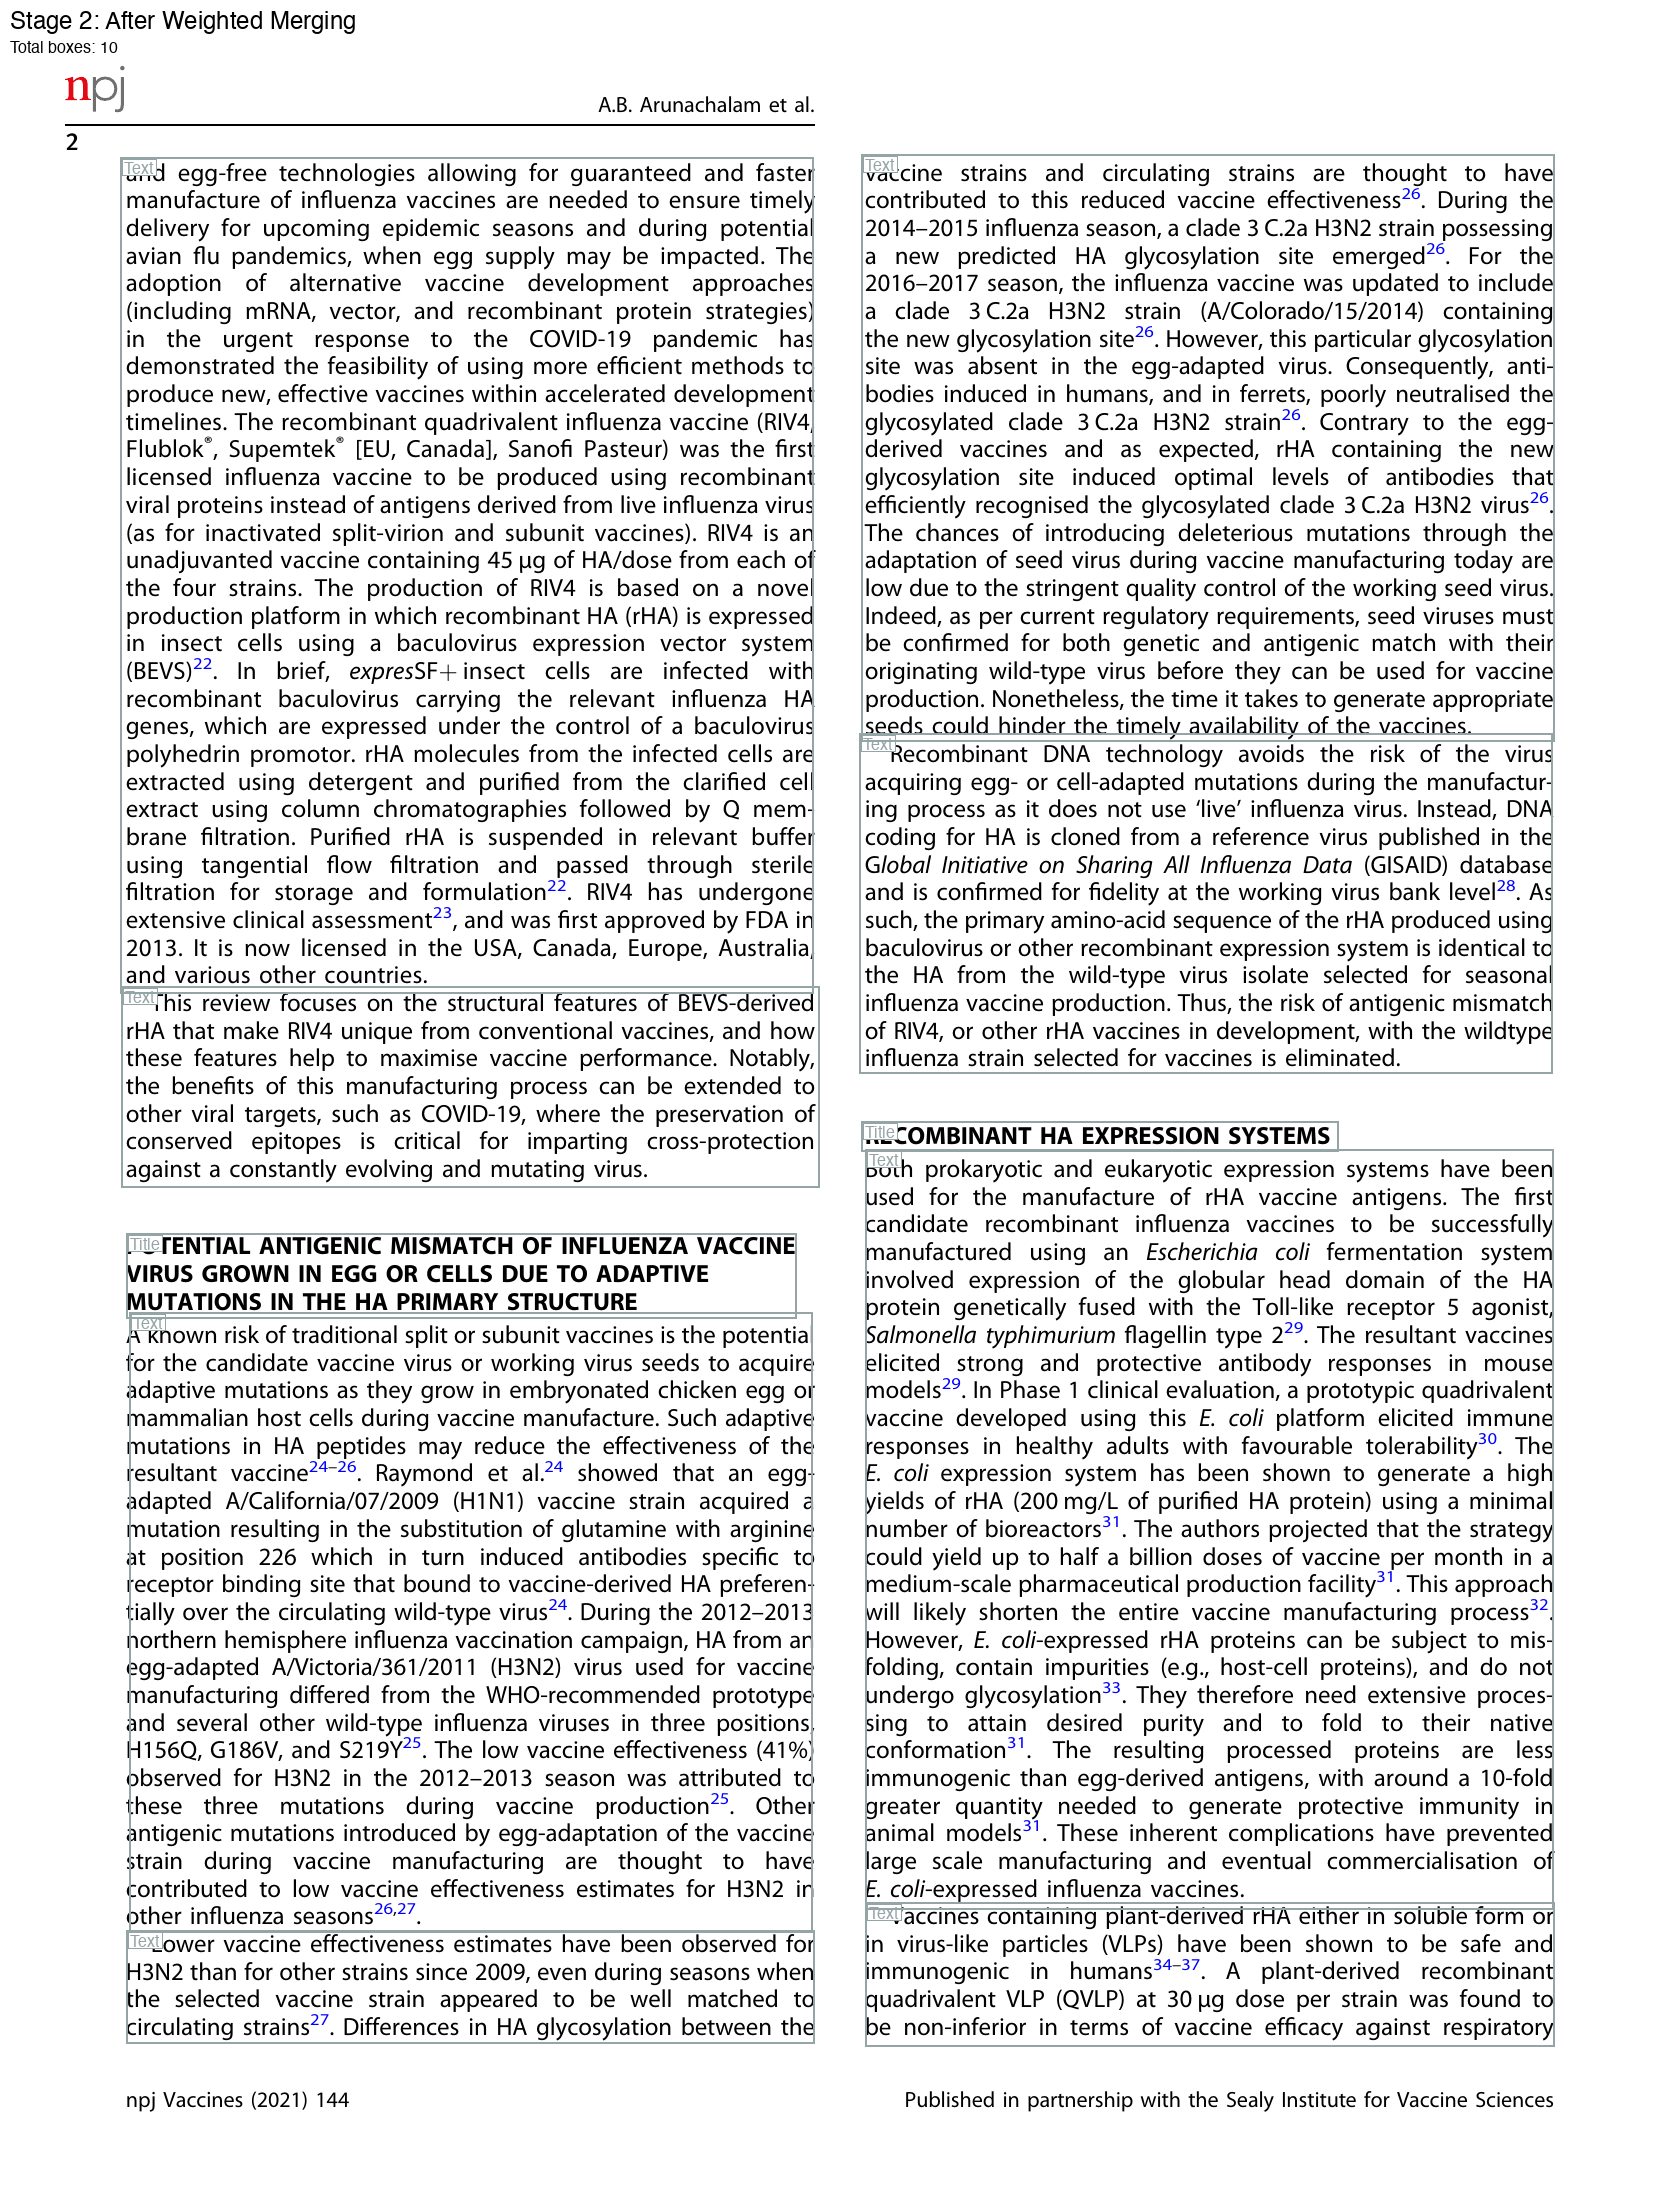 Stage 2: After Weighted Merging
Total boxes: 10
npj
A.B. Arunachalam et al.
2
Text
and egg-free technologies allowing for guaranteed and faster
manufacture of influenza vaccines are needed to ensure timely
delivery for upcoming epidemic seasons and during potential
avian flu pandemics, when egg supply may be impacted. The
adoption of alternative vaccine development approaches
(including mRNA, vector, and recombinant protein strategies)
in the urgent response to the COVID-19 pandemic has
demonstrated the feasibility of using more efficient methods to
produce new, effective vaccines within accelerated development
timelines. The recombinant quadrivalent influenza vaccine (RIV4,
Flublok®, Supemtek® [EU, Canada], Sanofi Pasteur) was the first
licensed influenza vaccine to be produced using recombinant
viral proteins instead of antigens derived from live influenza virus
(as for inactivated split-virion and subunit vaccines). RIV4 is an
unadjuvanted vaccine containing 45 µg of HA/dose from each of
the four strains. The production of RIV4 is based on a novel
production platform in which recombinant HA (rHA) is expressed
in insect cells using a baculovirus expression vector system
(BEVS)22. In brief, expresSF+ insect cells are infected with
recombinant baculovirus carrying the relevant influenza HA
genes, which are expressed under the control of a baculovirus
polyhedrin promotor. rHA molecules from the infected cells are
extracted using detergent and purified from the clarified cell
extract using column chromatographies followed by Q mem-
brane filtration. Purified rHA is suspended in relevant buffer
using tangential flow filtration and passed through sterile
filtration for storage and formulation22. RIV4 has undergone
extensive clinical assessment23, and was first approved by FDA in
2013. It is now licensed in the USA, Canada, Europe, Australia,
and various other countries.
Text
This review focuses on the structural features of BEVS-derived
rHA that make RIV4 unique from conventional vaccines, and how
these features help to maximise vaccine performance. Notably,
the benefits of this manufacturing process can be extended to
other viral targets, such as COVID-19, where the preservation of
conserved epitopes is critical for imparting cross-protection
against a constantly evolving and mutating virus.
Title
POTENTIAL ANTIGENIC MISMATCH OF INFLUENZA VACCINE
VIRUS GROWN IN EGG OR CELLS DUE TO ADAPTIVE
MUTATIONS IN THE HA PRIMARY STRUCTURE
Text
A known risk of traditional split or subunit vaccines is the potential
for the candidate vaccine virus or working virus seeds to acquire
adaptive mutations as they grow in embryonated chicken egg or
mammalian host cells during vaccine manufacture. Such adaptive
mutations in HA peptides may reduce the effectiveness of the
resultant vaccine24–26. Raymond et al.24 showed that an egg-
adapted A/California/07/2009 (H1N1) vaccine strain acquired a
mutation resulting in the substitution of glutamine with arginine
at position 226 which in turn induced antibodies specific to
receptor binding site that bound to vaccine-derived HA preferen-
tially over the circulating wild-type virus24. During the 2012–2013
northern hemisphere influenza vaccination campaign, HA from an
egg-adapted A/Victoria/361/2011 (H3N2) virus used for vaccine
manufacturing differed from the WHO-recommended prototype
and several other wild-type influenza viruses in three positions,
H156Q, G186V, and S219Y25. The low vaccine effectiveness (41%)
observed for H3N2 in the 2012–2013 season was attributed to
these three mutations during vaccine production25. Other
antigenic mutations introduced by egg-adaptation of the vaccine
strain during vaccine manufacturing are thought to have
contributed to low vaccine effectiveness estimates for H3N2 in
other influenza seasons26,27.
Text
Lower vaccine effectiveness estimates have been observed for
H3N2 than for other strains since 2009, even during seasons when
the selected vaccine strain appeared to be well matched to
circulating strains27. Differences in HA glycosylation between the
Text
vaccine strains and circulating strains are thought to have
contributed to this reduced vaccine effectiveness26. During the
2014–2015 influenza season, a clade 3 C.2a H3N2 strain possessing
a new predicted HA glycosylation site emerged26. For the
2016–2017 season, the influenza vaccine was updated to include
a clade 3 C.2a H3N2 strain (A/Colorado/15/2014) containing
the new glycosylation site26. However, this particular glycosylation
site was absent in the egg-adapted virus. Consequently, anti-
bodies induced in humans, and in ferrets, poorly neutralised the
glycosylated clade 3 C.2a H3N2 strain26. Contrary to the egg-
derived vaccines and as expected, rHA containing the new
glycosylation site induced optimal levels of antibodies that
efficiently recognised the glycosylated clade 3 C.2a H3N2 virus26.
The chances of introducing deleterious mutations through the
adaptation of seed virus during vaccine manufacturing today are
low due to the stringent quality control of the working seed virus.
Indeed, as per current regulatory requirements, seed viruses must
be confirmed for both genetic and antigenic match with their
originating wild-type virus before they can be used for vaccine
production. Nonetheless, the time it takes to generate appropriate
seeds could hinder the timely availability of the vaccines.
Text
Recombinant DNA technology avoids the risk of the virus
acquiring egg- or cell-adapted mutations during the manufactur-
ing process as it does not use ‘live’ influenza virus. Instead, DNA
coding for HA is cloned from a reference virus published in the
Global Initiative on Sharing All Influenza Data (GISAID) database
and is confirmed for fidelity at the working virus bank level28. As
such, the primary amino-acid sequence of the rHA produced using
baculovirus or other recombinant expression system is identical to
the HA from the wild-type virus isolate selected for seasonal
influenza vaccine production. Thus, the risk of antigenic mismatch
of RIV4, or other rHA vaccines in development, with the wildtype
influenza strain selected for vaccines is eliminated.
Title
RECOMBINANT HA EXPRESSION SYSTEMS
Text
Both prokaryotic and eukaryotic expression systems have been
used for the manufacture of rHA vaccine antigens. The first
candidate recombinant influenza vaccines to be successfully
manufactured using an Escherichia coli fermentation system
involved expression of the globular head domain of the HA
protein genetically fused with the Toll-like receptor 5 agonist,
Salmonella typhimurium flagellin type 229. The resultant vaccines
elicited strong and protective antibody responses in mouse
models29. In Phase 1 clinical evaluation, a prototypic quadrivalent
vaccine developed using this E. coli platform elicited immune
responses in healthy adults with favourable tolerability30. The
E. coli expression system has been shown to generate a high
yields of rHA (200 mg/L of purified HA protein) using a minimal
number of bioreactors31. The authors projected that the strategy
could yield up to half a billion doses of vaccine per month in a
medium-scale pharmaceutical production facility31. This approach
will likely shorten the entire vaccine manufacturing process32.
However, E. coli-expressed rHA proteins can be subject to mis-
folding, contain impurities (e.g., host-cell proteins), and do not
undergo glycosylation33. They therefore need extensive proces-
sing to attain desired purity and to fold to their native
conformation31. The resulting processed proteins are less
immunogenic than egg-derived antigens, with around a 10-fold
greater quantity needed to generate protective immunity in
animal models31. These inherent complications have prevented
large scale manufacturing and eventual commercialisation of
E. coli-expressed influenza vaccines.
Text
Vaccines containing plant-derived rHA either in soluble form or
in virus-like particles (VLPs) have been shown to be safe and
immunogenic in humans34–37. A plant-derived recombinant
quadrivalent VLP (QVLP) at 30 µg dose per strain was found to
be non-inferior in terms of vaccine efficacy against respiratory
npj Vaccines (2021) 144
Published in partnership with the Sealy Institute for Vaccine Sciences